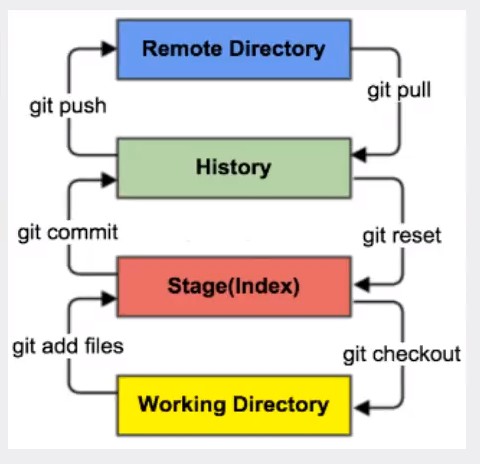 Remote Directory
git push
git pull
History
git commit
git reset
Stage(Index)
git add files
git checkout
Working Directory